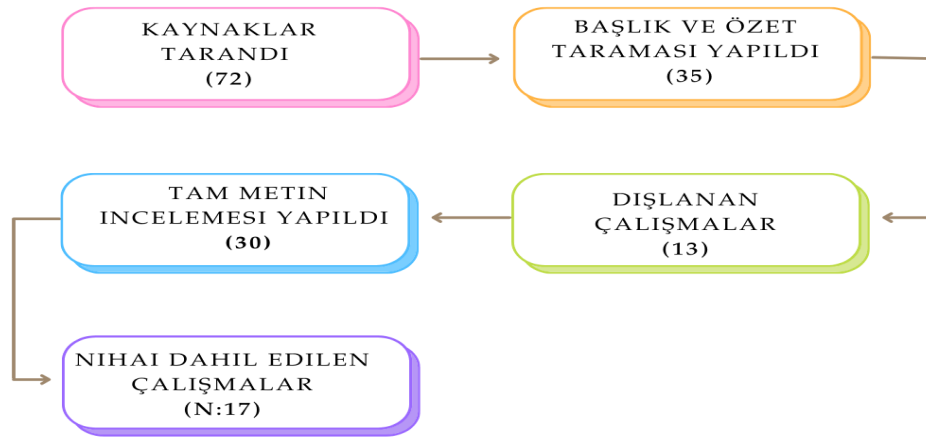 KAYNAKLAR
TARANDI
(72)
BAŞLIK VE ÖZET
TARAMASI YAPILDI
(35)
DIŞLANAN
ÇALIŞMALAR
(13)
TAM METIN
INCELEMESI YAPILDI
(30)
NIHAI DAHIL EDILEN
ÇALIŞMALAR
(N:17)